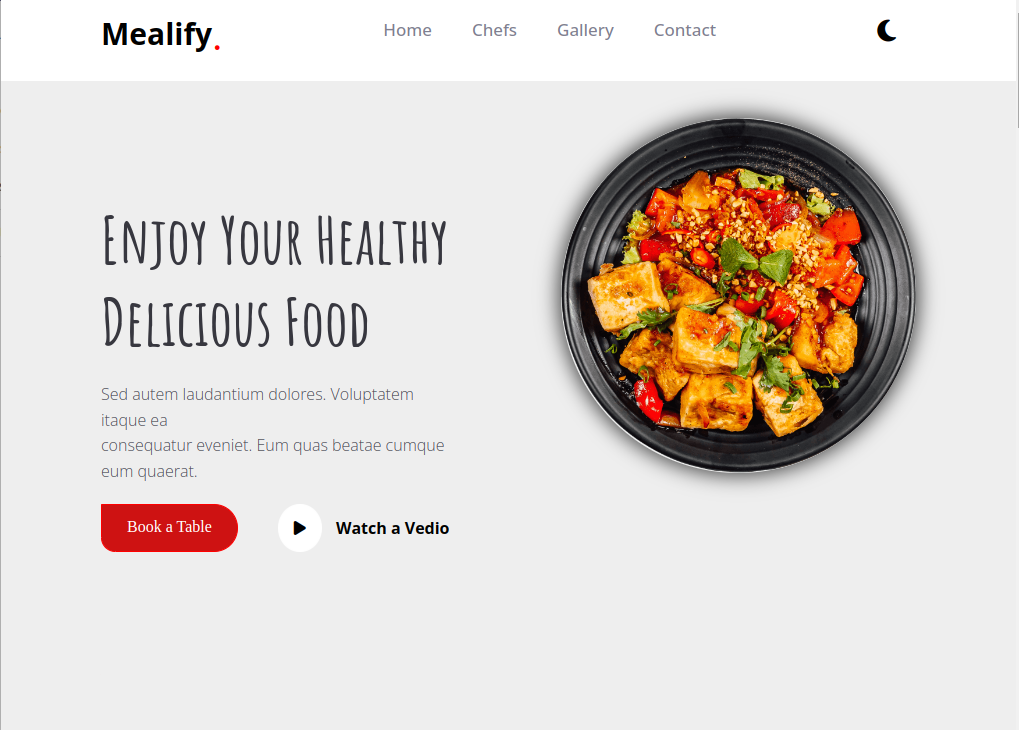 Mealify.
Home Chefs Gallery Contact
Enjoy Your Healthy
Delicious Food
Sed autem laudantium dolores. Voluptatem
itaque ea
consequatur eveniet. Eum quas beatae cumque
eum quaerat.
Book a Table
Watch a Vedio